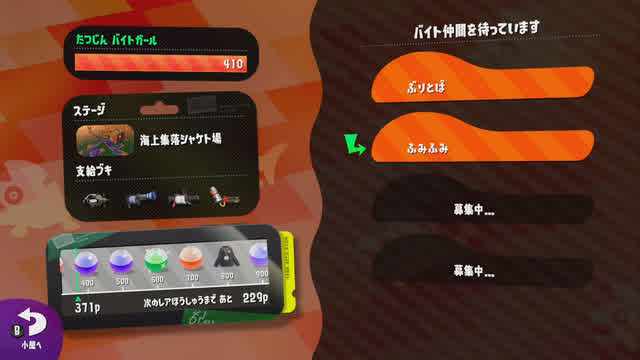 たつじん バイトガール
410
ステージ
海上集落シャケト場
支給ブキ
400 500 600 700 800 900
371p 次のレアほうしゅうまで あと 229p
B
小屋へ
バイト仲間を待っています
ぶりとば
ふみふみ
募集中...
募集中...